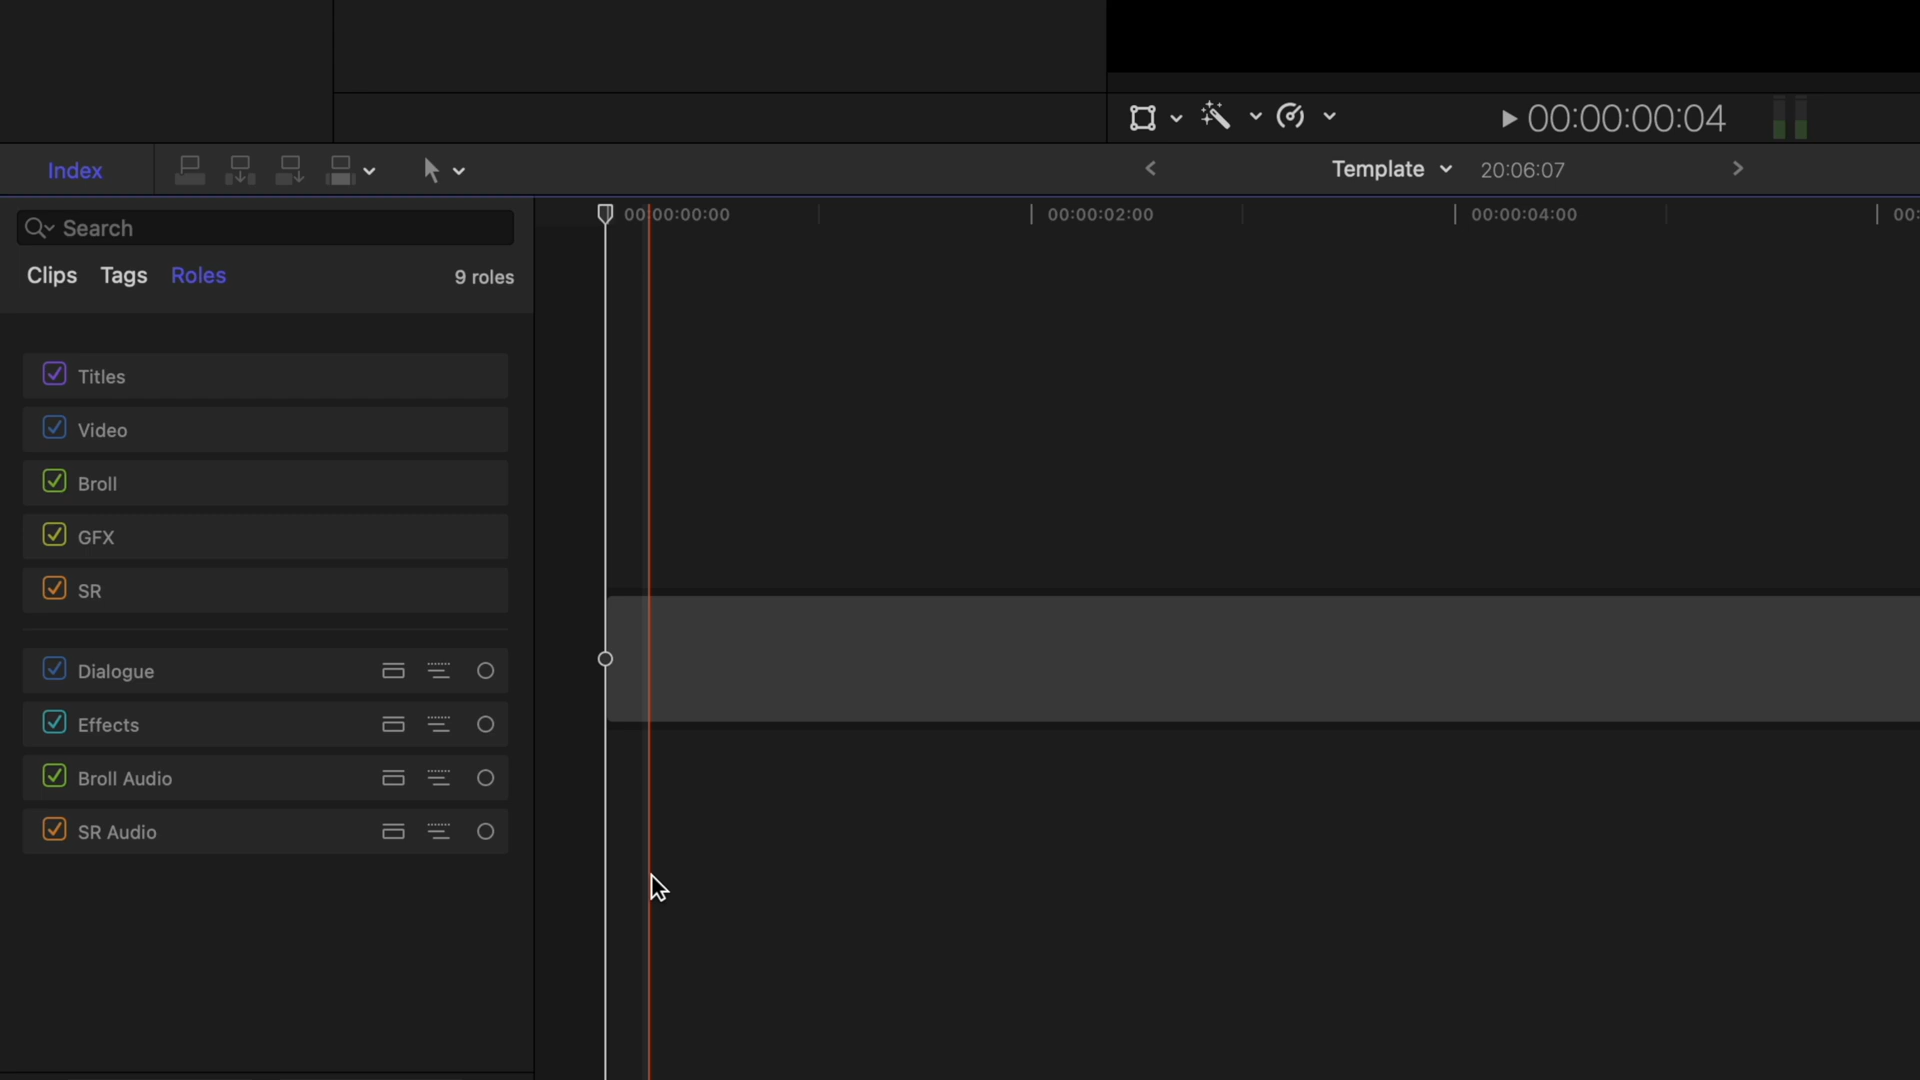 00:00:00:04
Index
Template 20:06:07
Search
00:00:00:00 00:00:02:00 00:00:04:00 00:
Clips Tags Roles 9 roles
Titles
Video
Broll
GFX
SR
Dialogue
Effects
Broll Audio
SR Audio